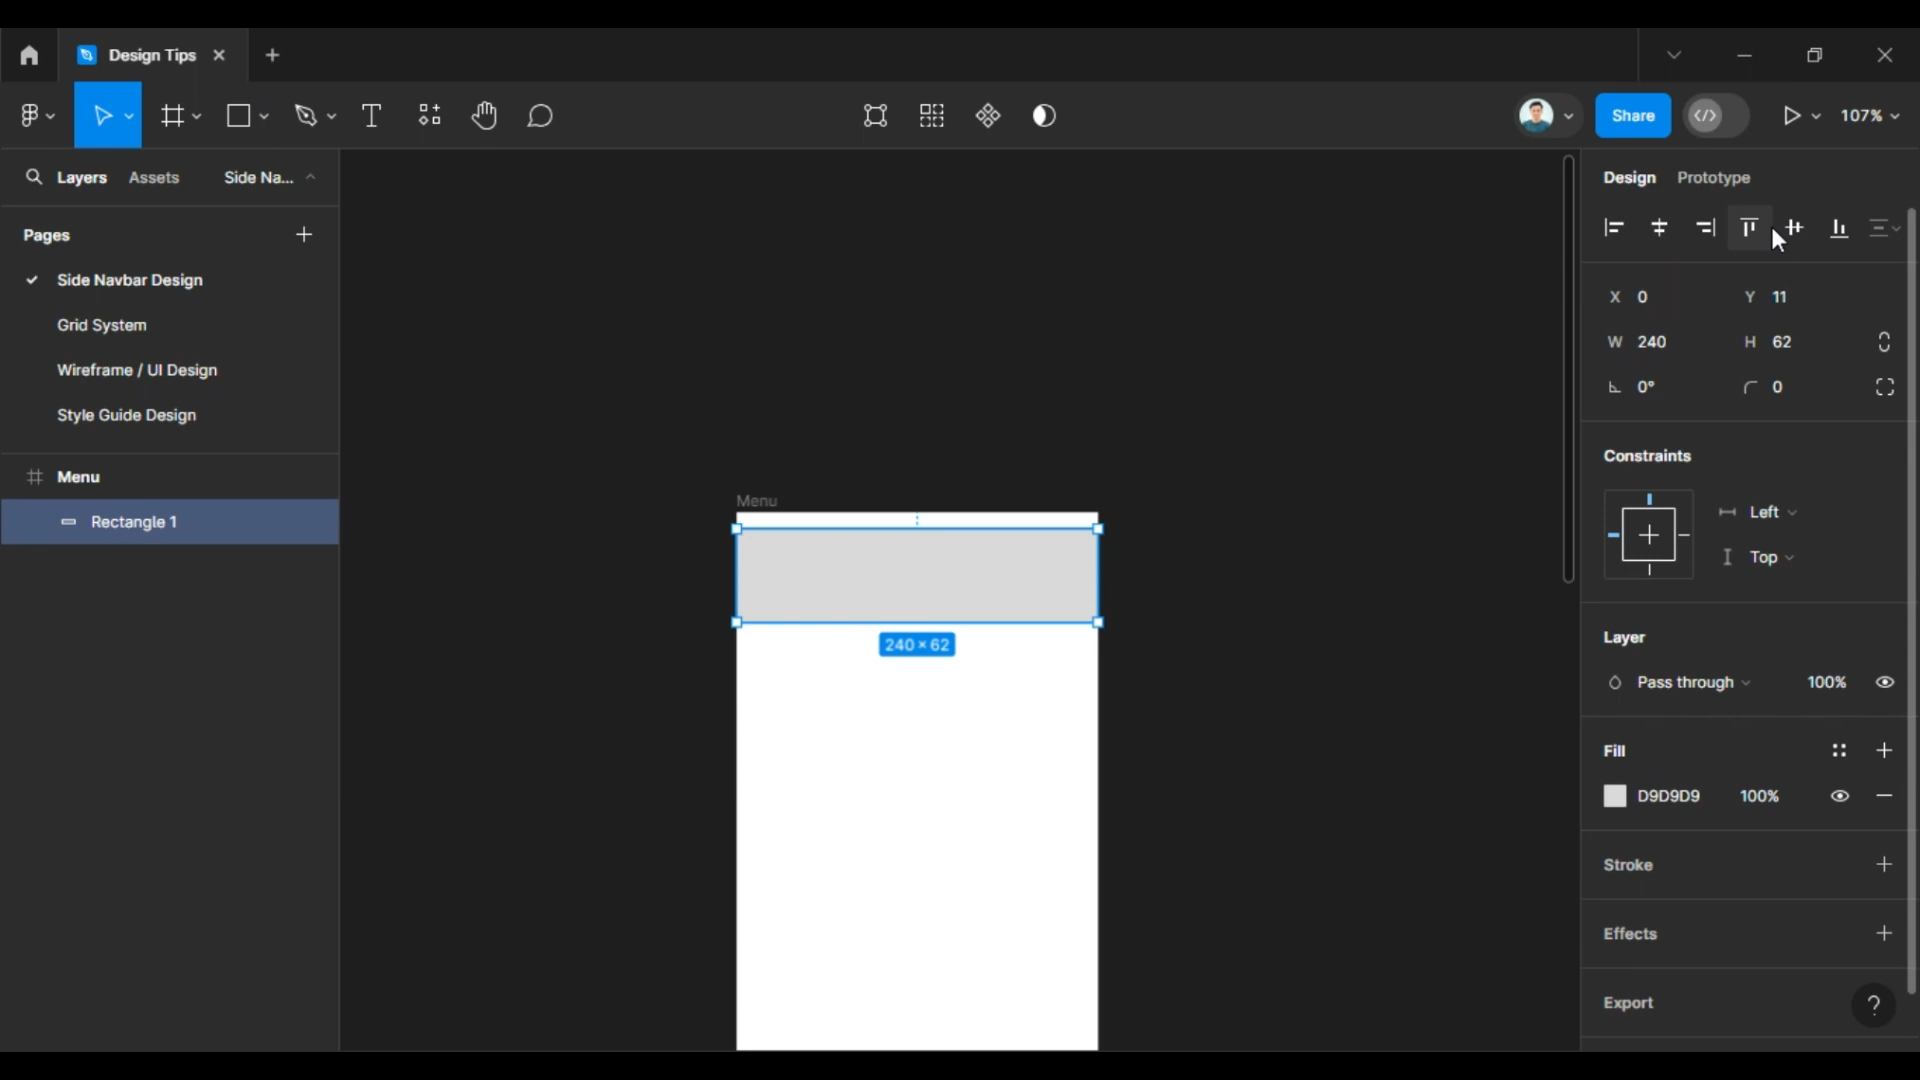 Design Tips
107%
Share
Layers Assets Side Na...
Pages
Side Navbar Design
Grid System
Wireframe / UI Design
Style Guide Design
Menu
Rectangle 1
Menu
240 × 62
Design Prototype
X 0 Y 11
W 240 H 62
0° 0
Constraints
Left
Top
Layer
Pass through 100%
Fill
D9D9D9 100%
Stroke
Effects
Export
?